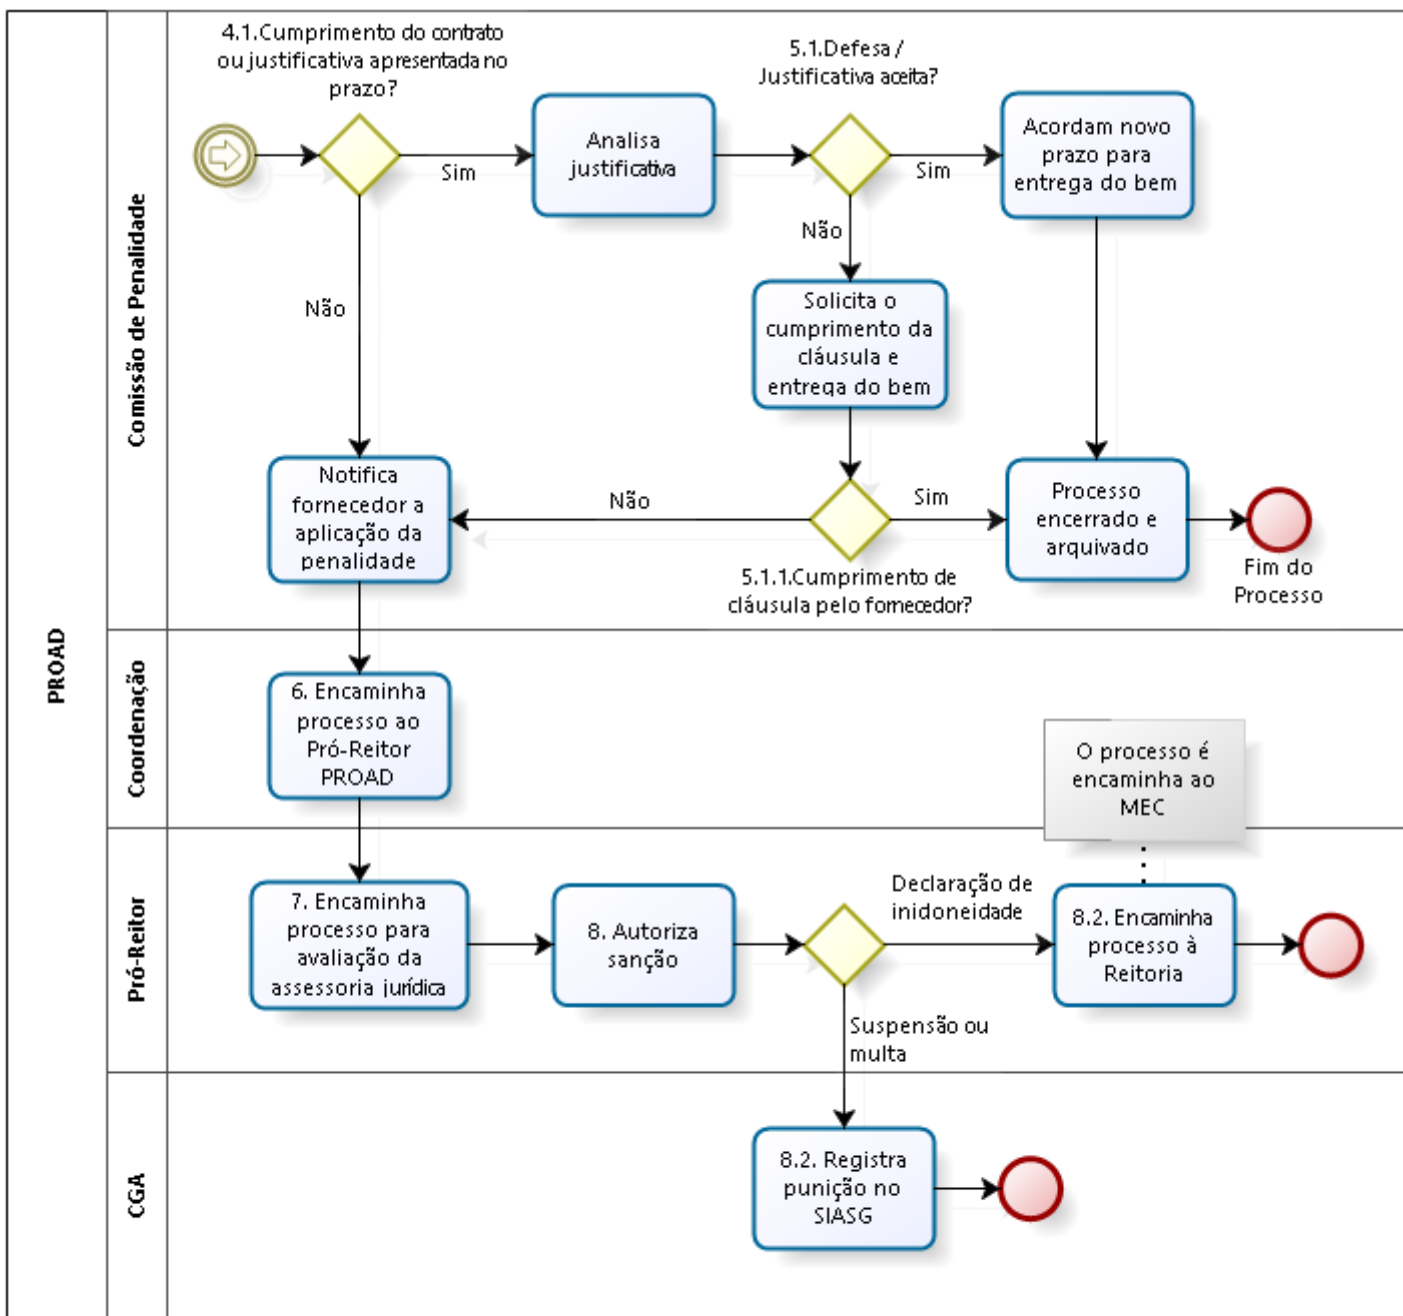 4.1.Cumprimento do contrato
ou justificativa apresentada no
prazo?
5.1.Defesa /
Justificativa aceita?
Analisa
justificativa
Acordam novo
prazo para
entrega do bem
Sim
Sim
Não
Não
Solicita o
cumprimento da
cláusula e
entrega do bem
Comissão de Penalidade
Notifica
fornecedor a
aplicação da
penalidade
Não
Sim
Processo
encerrado e
arquivado
5.1.1.Cumprimento de
cláusula pelo fornecedor?
Fim do
Processo
PROAD
Coordenação
6. Encaminha
processo ao
Pró-Reitor
PROAD
O processo é
encaminha ao
MEC
Pró-Reitor
7. Encaminha
processo para
avaliação da
assessoria jurídica
8. Autoriza
sanção
Declaração de
inidoneidade
8.2. Encaminha
processo à
Reitoria
Suspensão ou
multa
CGA
8.2. Registra
punição no
SIASG